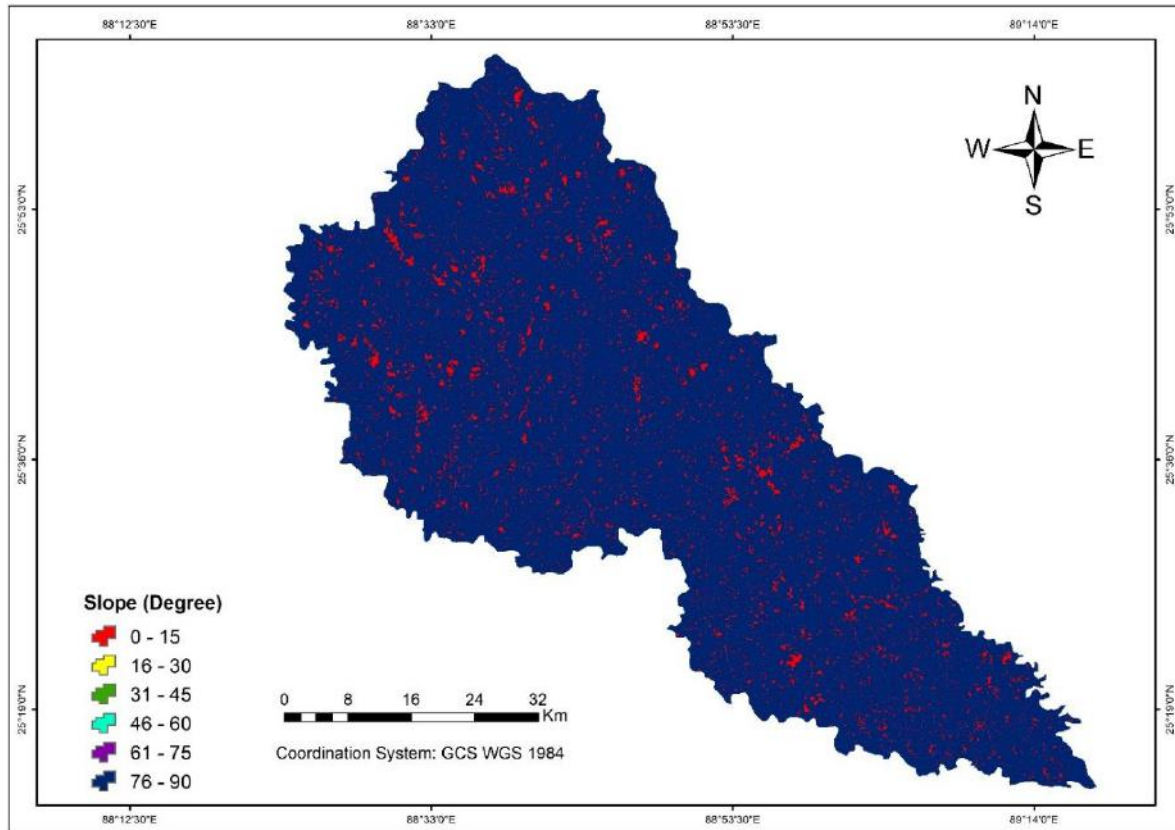 88°12'30"E 88°33'0"E 88°53'30"E 89°14'0"E
N
W E
S
25°53'0"N 25°53'0"N
25°36'0"N 25°36'0"N
Slope (Degree)
0 - 15
16 - 30
31 - 45
46 - 60
61 - 75
76 - 90
0 8 16 24 32
Km
Coordination System: GCS WGS 1984
25°19'0"N 25°19'0"N
88°12'30"E 88°33'0"E 88°53'30"E 89°14'0"E